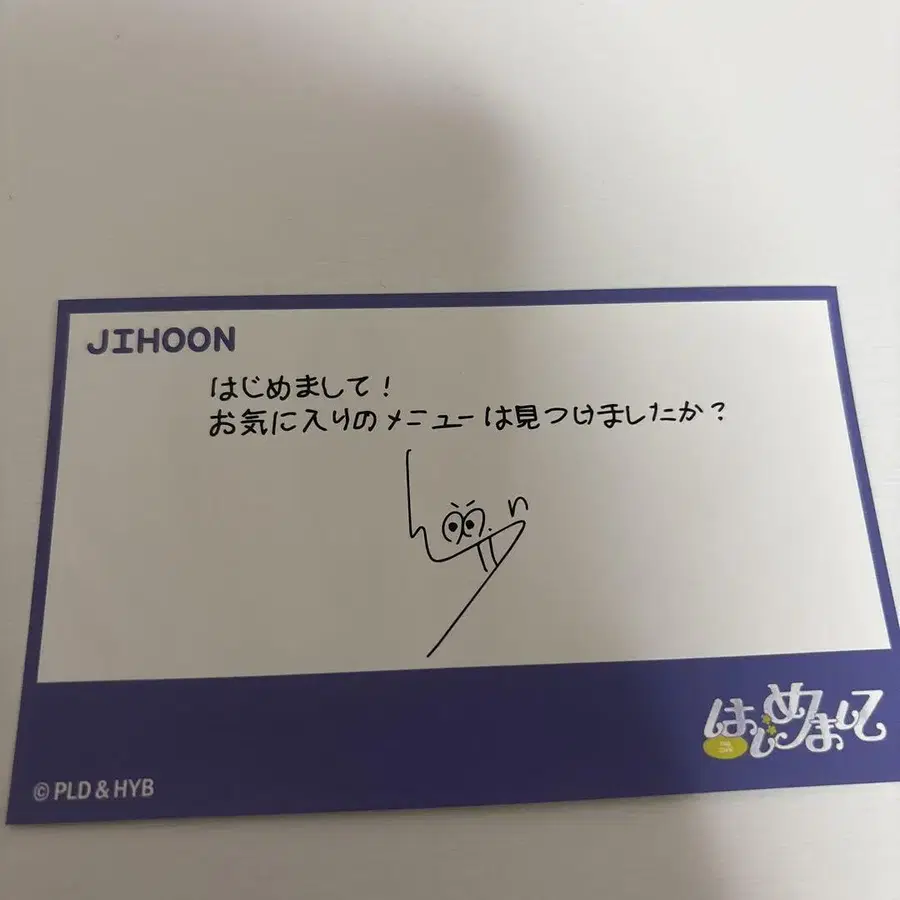 JIHOON
はじめまして!
お気に入りのメニューは見つけましたか?
はじめまして
© PLD & HYB